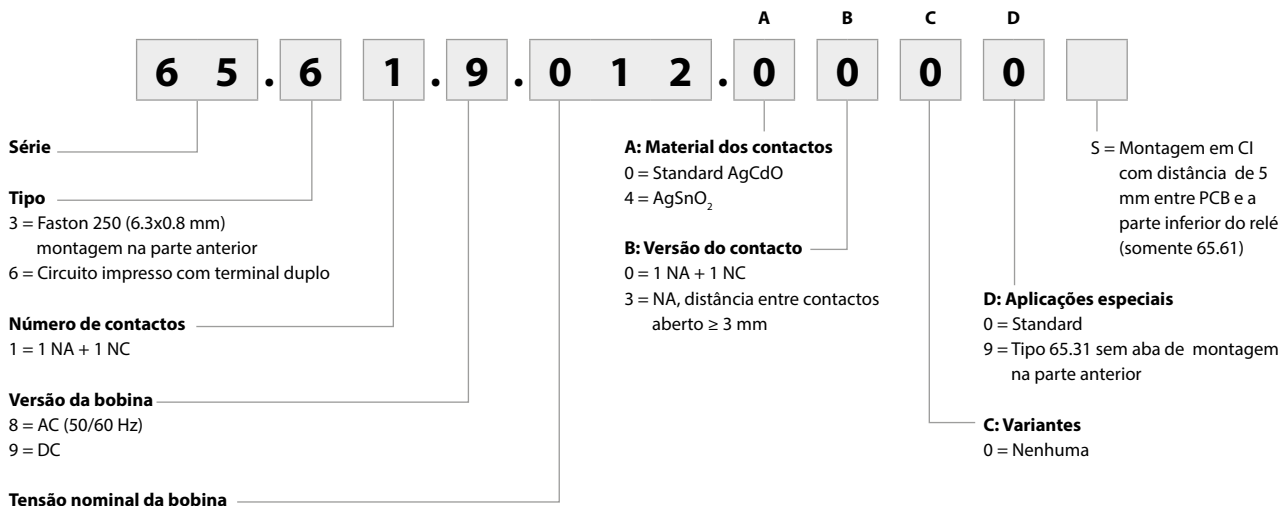 A B C D
6 5 . 6 1 . 9 . 0 1 2 . 0 0 0 0
Série
Tipo
3 = Faston 250 (6.3x0.8 mm)
montagem na parte anterior
6 = Circuito impresso com terminal duplo
Número de contactos
1 = 1 NA + 1 NC
Versão da bobina
8 = AC (50/60 Hz)
9 = DC
Tensão nominal da bobina
A: Material dos contactos
0 = Standard AgCdO
4 = AgSnO₂
B: Versão do contacto
0 = 1 NA + 1 NC
3 = NA, distância entre contactos
aberto ≥ 3 mm
S = Montagem em CI
com distância de 5
mm entre PCB e a
parte inferior do relé
(somente 65.61)
D: Aplicações especiais
0 = Standard
9 = Tipo 65.31 sem aba de montagem
na parte anterior
C: Variantes
0 = Nenhuma